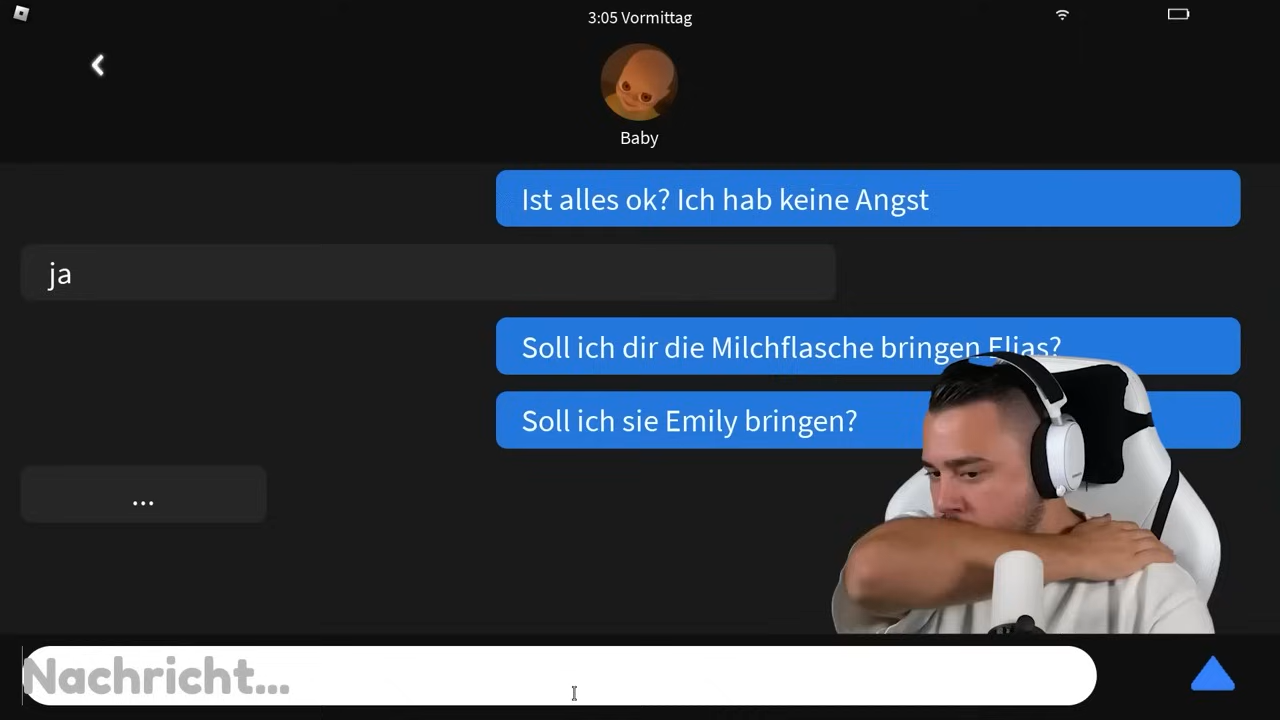 3:05 Vormittag
Baby
Ist alles ok? Ich hab keine Angst
ja
Soll ich dir die Milchflasche bringen Elias?
Soll ich sie Emily bringen?
...
Nachricht...